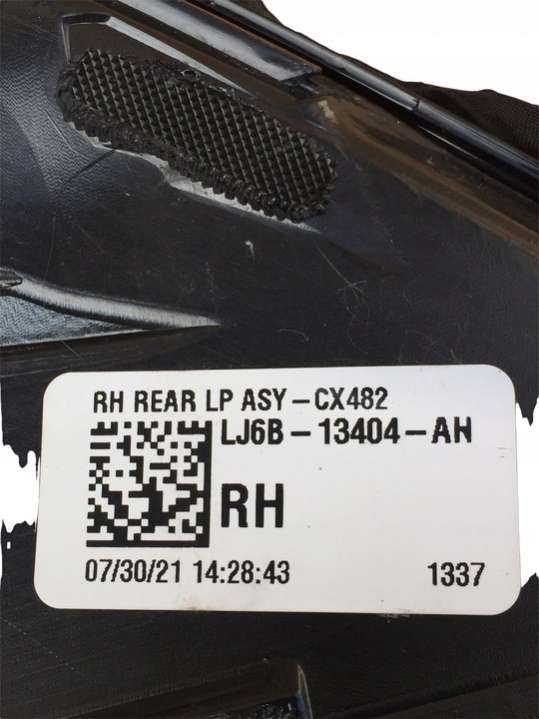 RH REAR LP ASY-CX482
LJ6B-13404-AH
RH
07/30/21 14:28:43 1337